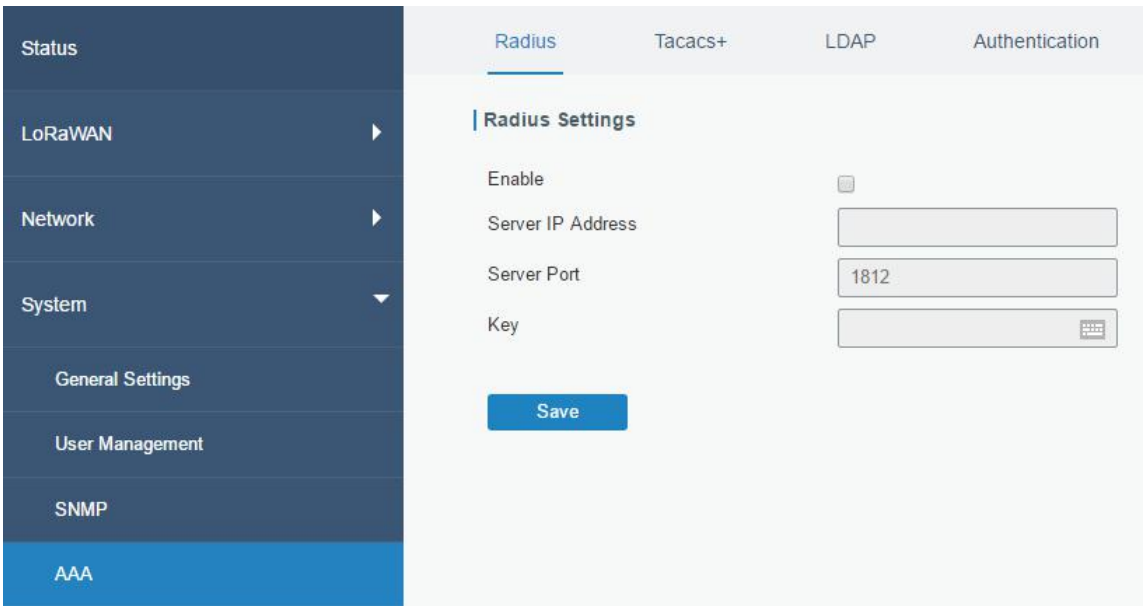 Status
LoRaWAN
Network
System
General Settings
User Management
SNMP
AAA
Radius Tacacs+ LDAP Authentication
Radius Settings
Enable
Server IP Address
Server Port 1812
Key
Save